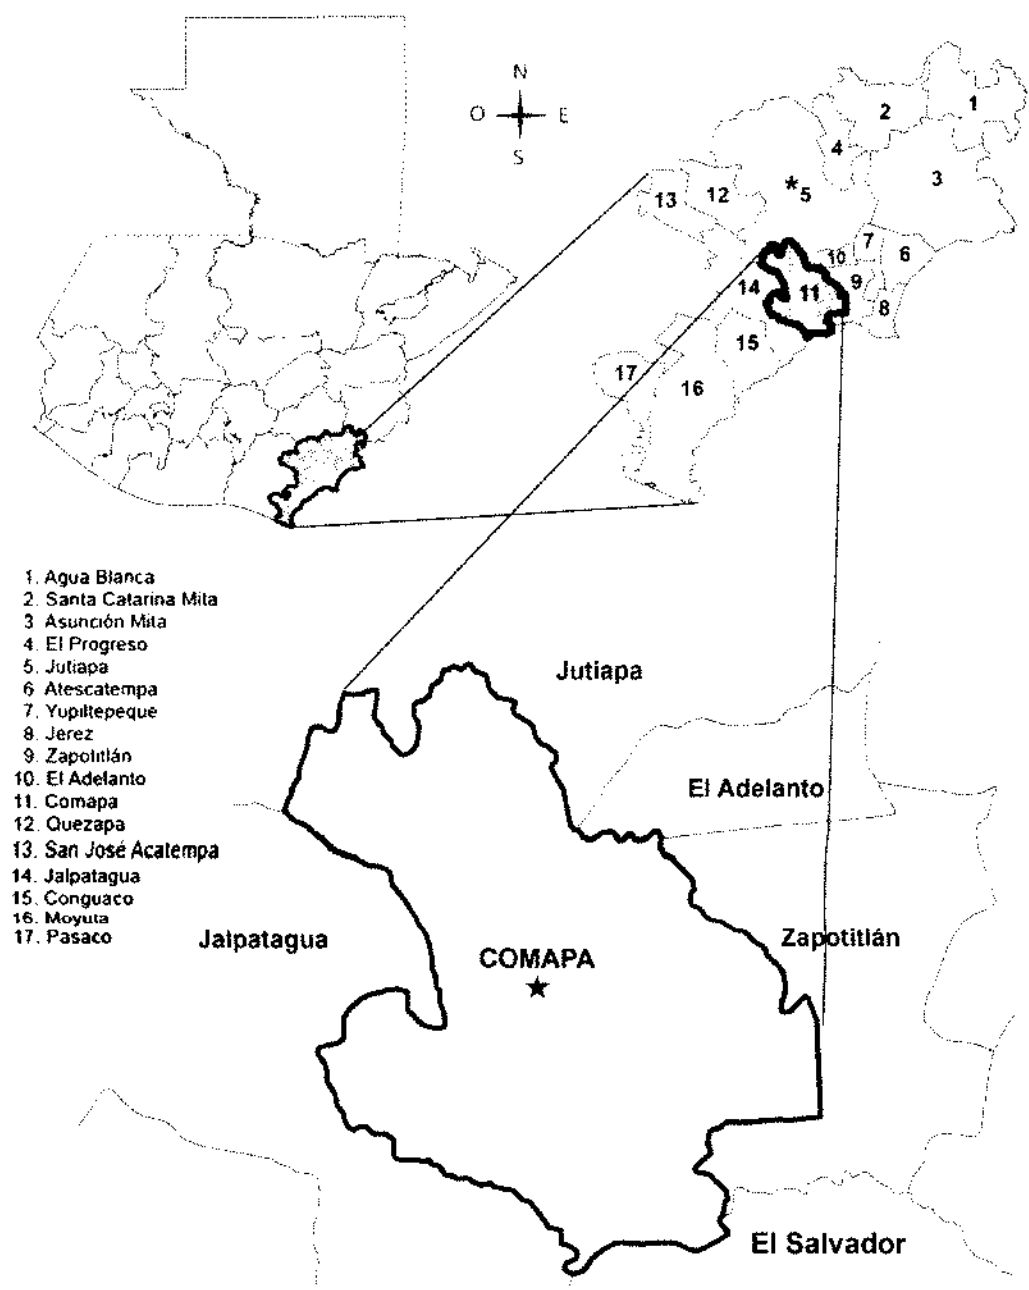 N
O E
S
1
2
4
3
13
12
*5
7
10
6
9
14
11
8
15
17
16
1. Agua Blanca
2. Santa Catarina Mita
3 Asunción Mita
4. El Progreso
5. Jutiapa
6 Atescatempa
7. Yupiltepeque
8. Jerez
9. Zapotitlán
10. El Adelanto
11. Comapa
12. Quezapa
13. San José Acatempa
14. Jalpatagua
15. Conguaco
16. Moyuta
17. Pasaco
Jutiapa
El Adelanto
Jalpatagua
COMAPA
Zapotitlán
El Salvador